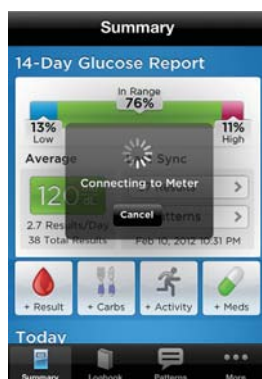 Summary
14-Day Glucose Report
In Range
76%
13%
Low
11%
High
Average
Sync
Connecting to Meter
120
Cancel
2.7 Results/Day
38 Total Results
Feb 10, 2012 10:31 PM
+ Result
+ Carbs
+ Activity
+ Meds
Today
Summary
Logbook
Patterns
More